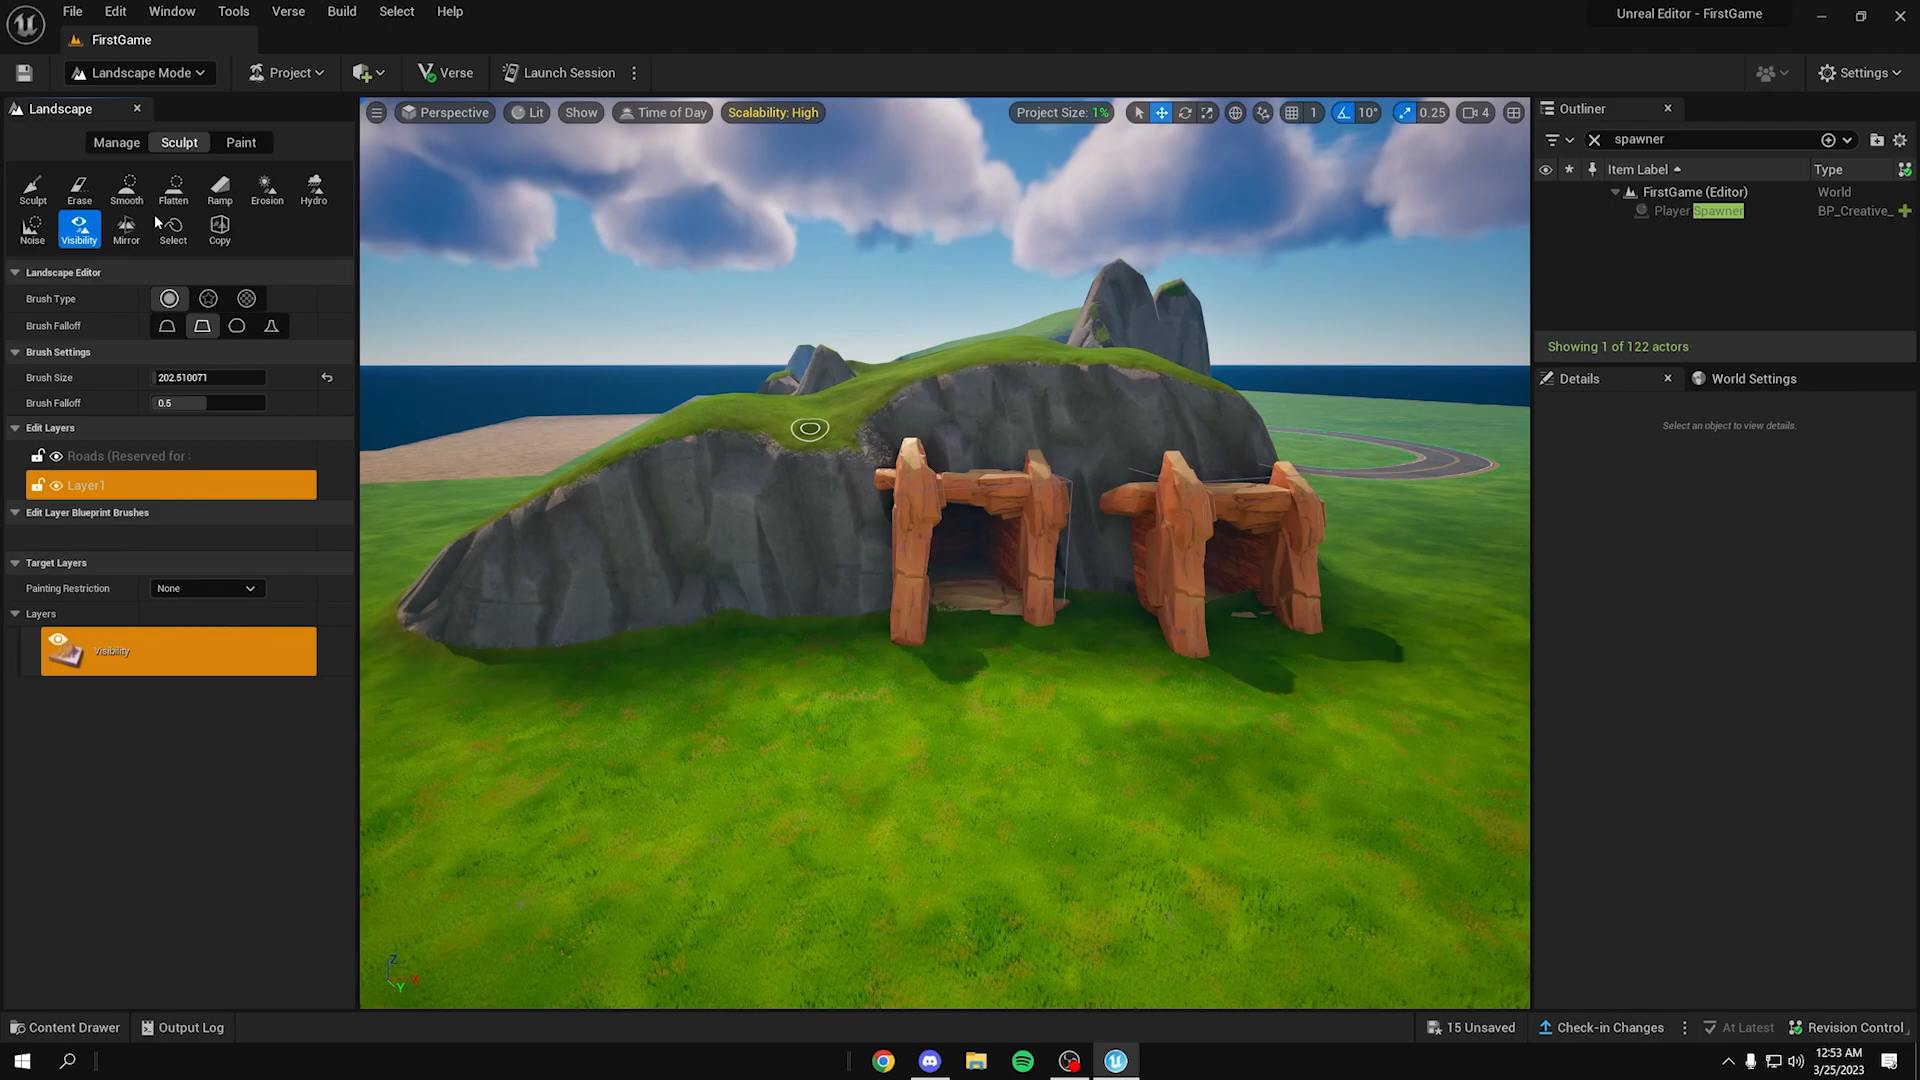 File Edit Window Tools Verse Build Select Help
Unreal Editor - FirstGame
FirstGame
Landscape Mode
Project
Verse
Launch Session
Settings
Landscape
Manage Sculpt Paint
Sculpt Erase Smooth Flatten Ramp Erosion Hydro
Noise Visibility Mirror Select Copy
Landscape Editor
Brush Type
Brush Falloff
Brush Settings
Brush Size 202.510071
Brush Falloff 0.5
Edit Layers
Roads (Reserved for :
Layer1
Edit Layer Blueprint Brushes
Target Layers
Painting Restriction None
Layers
Visibility
Perspective Lit Show Time of Day Scalability: High
Project Size: 1% 1 10° 0.25 4
Z
X
Y
Outliner
spawner
Item Label Type
FirstGame (Editor) World
Player Spawner BP_Creative_
Showing 1 of 122 actors
Details World Settings
Select an object to view details.
Content Drawer Output Log
15 Unsaved Check-in Changes At Latest Revision Control
12:53 AM
3/25/2023